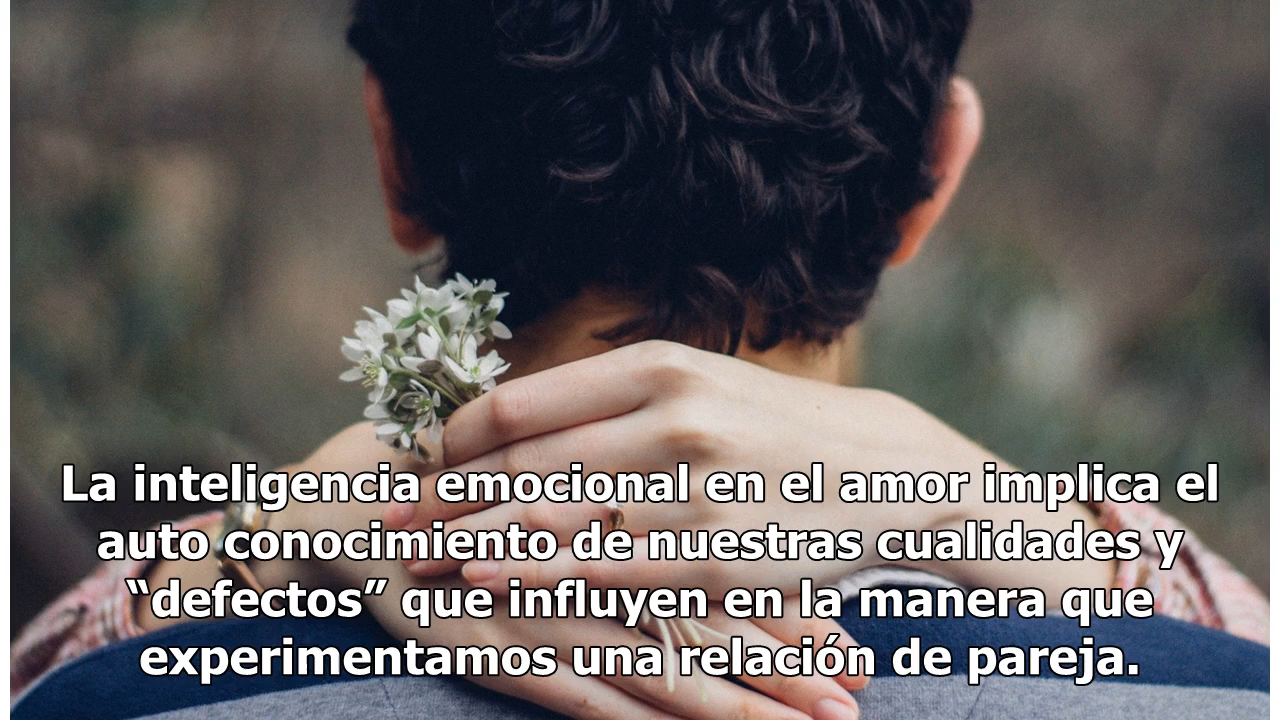 La inteligencia emocional en el amor implica el
auto conocimiento de nuestras cualidades y
“defectos” que influyen en la manera que
experimentamos una relación de pareja.